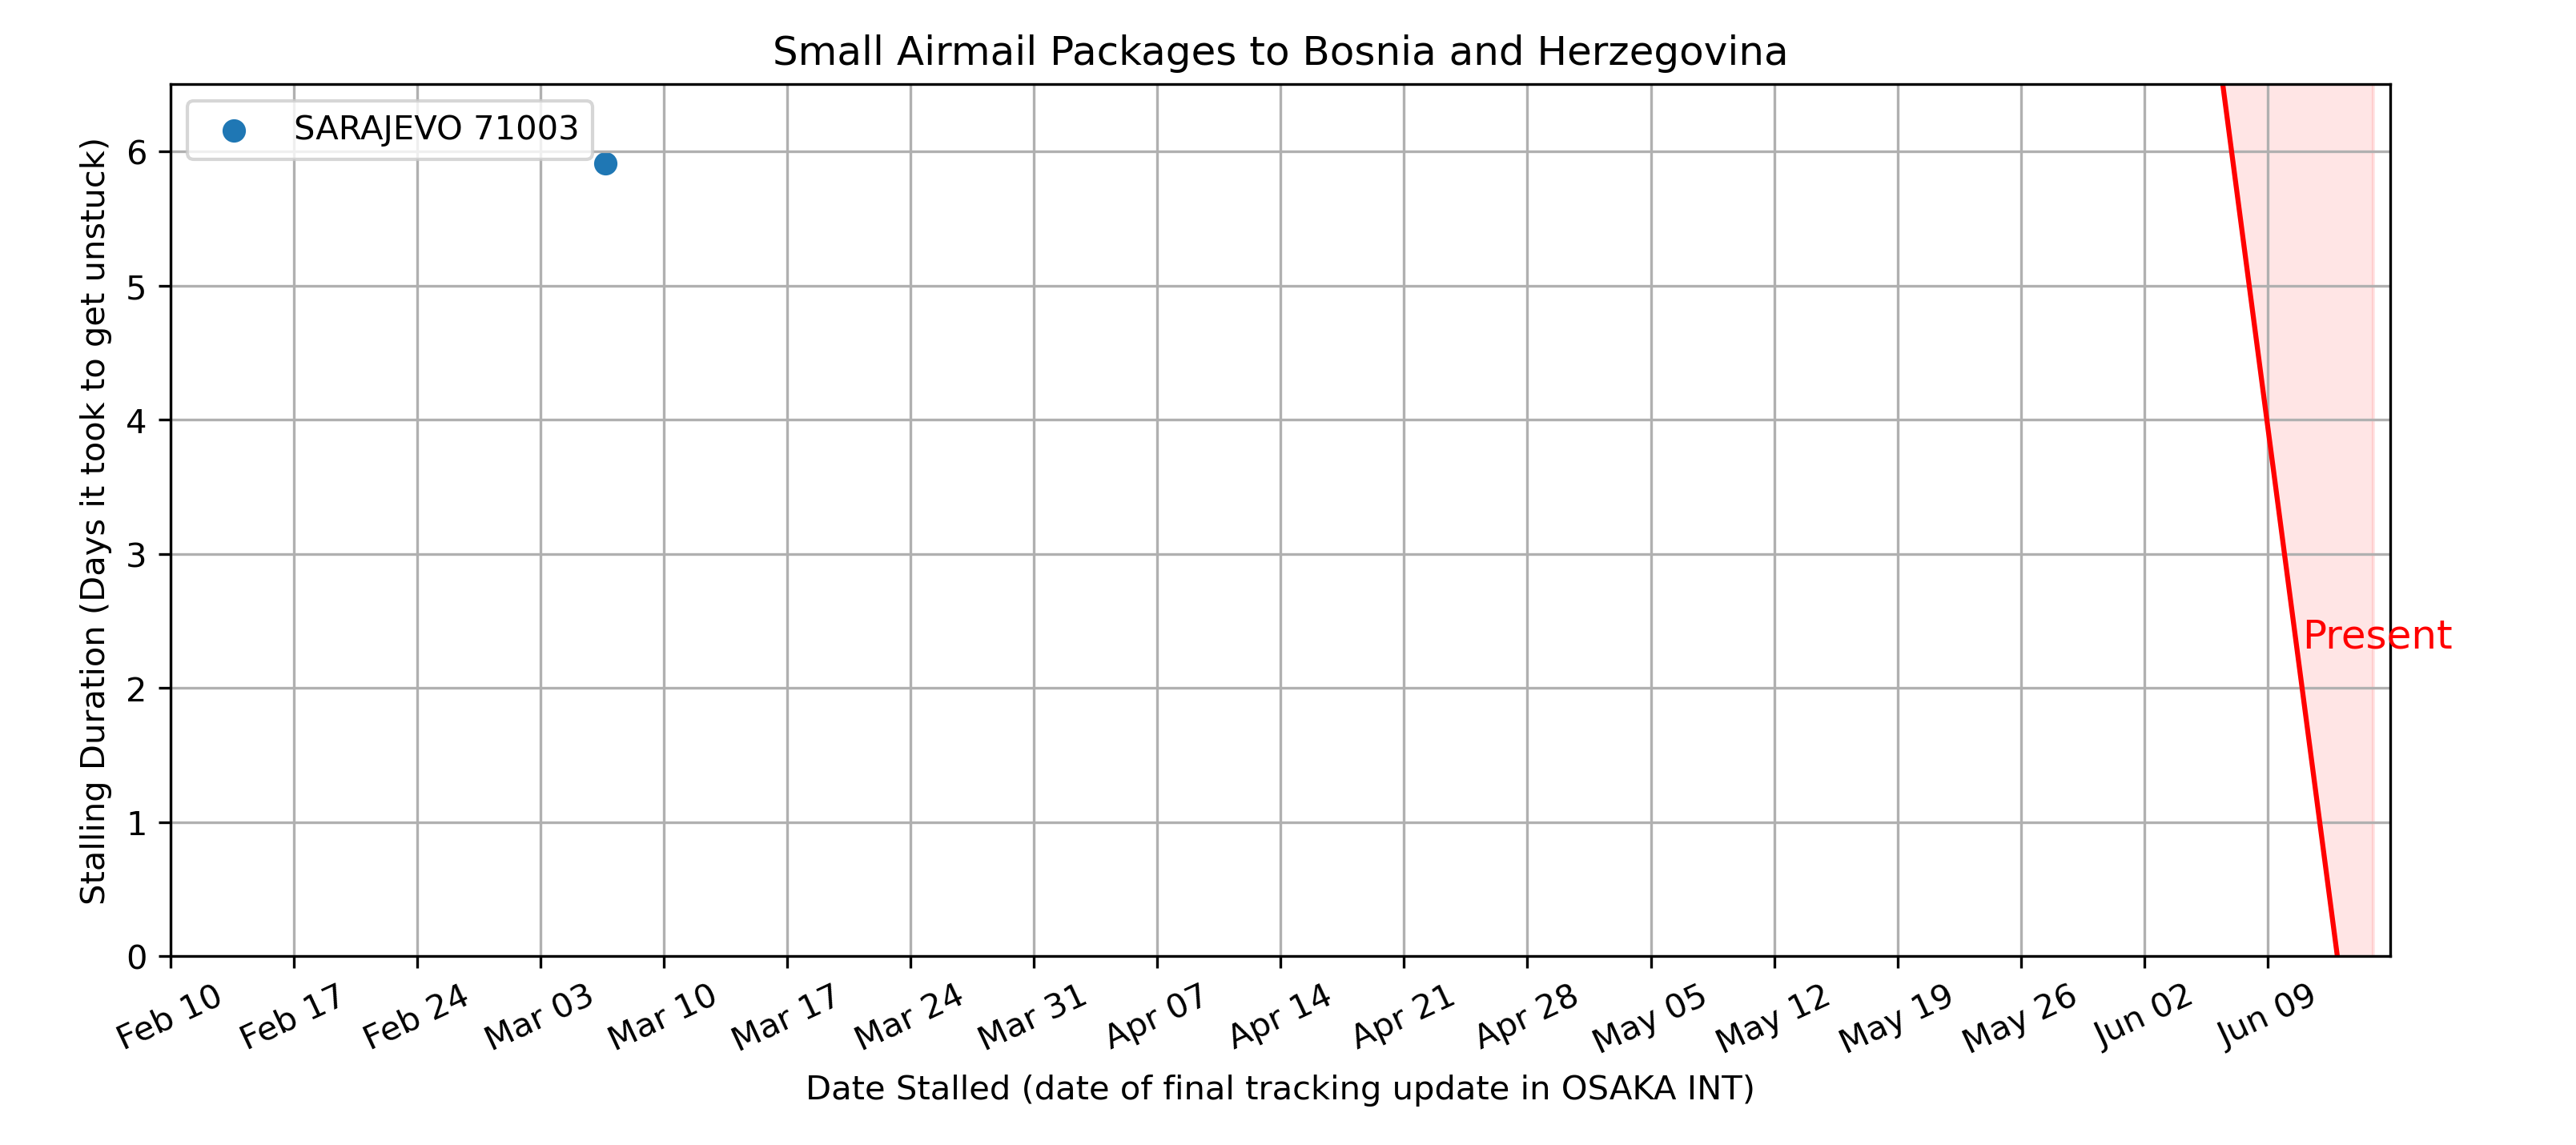 Small Airmail Packages to Bosnia and Herzegovina
SARAJEVO 71003
Stalling Duration (Days it took to get unstuck)
6
5
4
3
2
1
0
Present
Feb 10 Feb 17 Feb 24 Mar 03 Mar 10 Mar 17 Mar 24 Mar 31 Apr 07 Apr 14 Apr 21 Apr 28 May 05 May 12 May 19 May 26 Jun 02 Jun 09
Date Stalled (date of final tracking update in OSAKA INT)